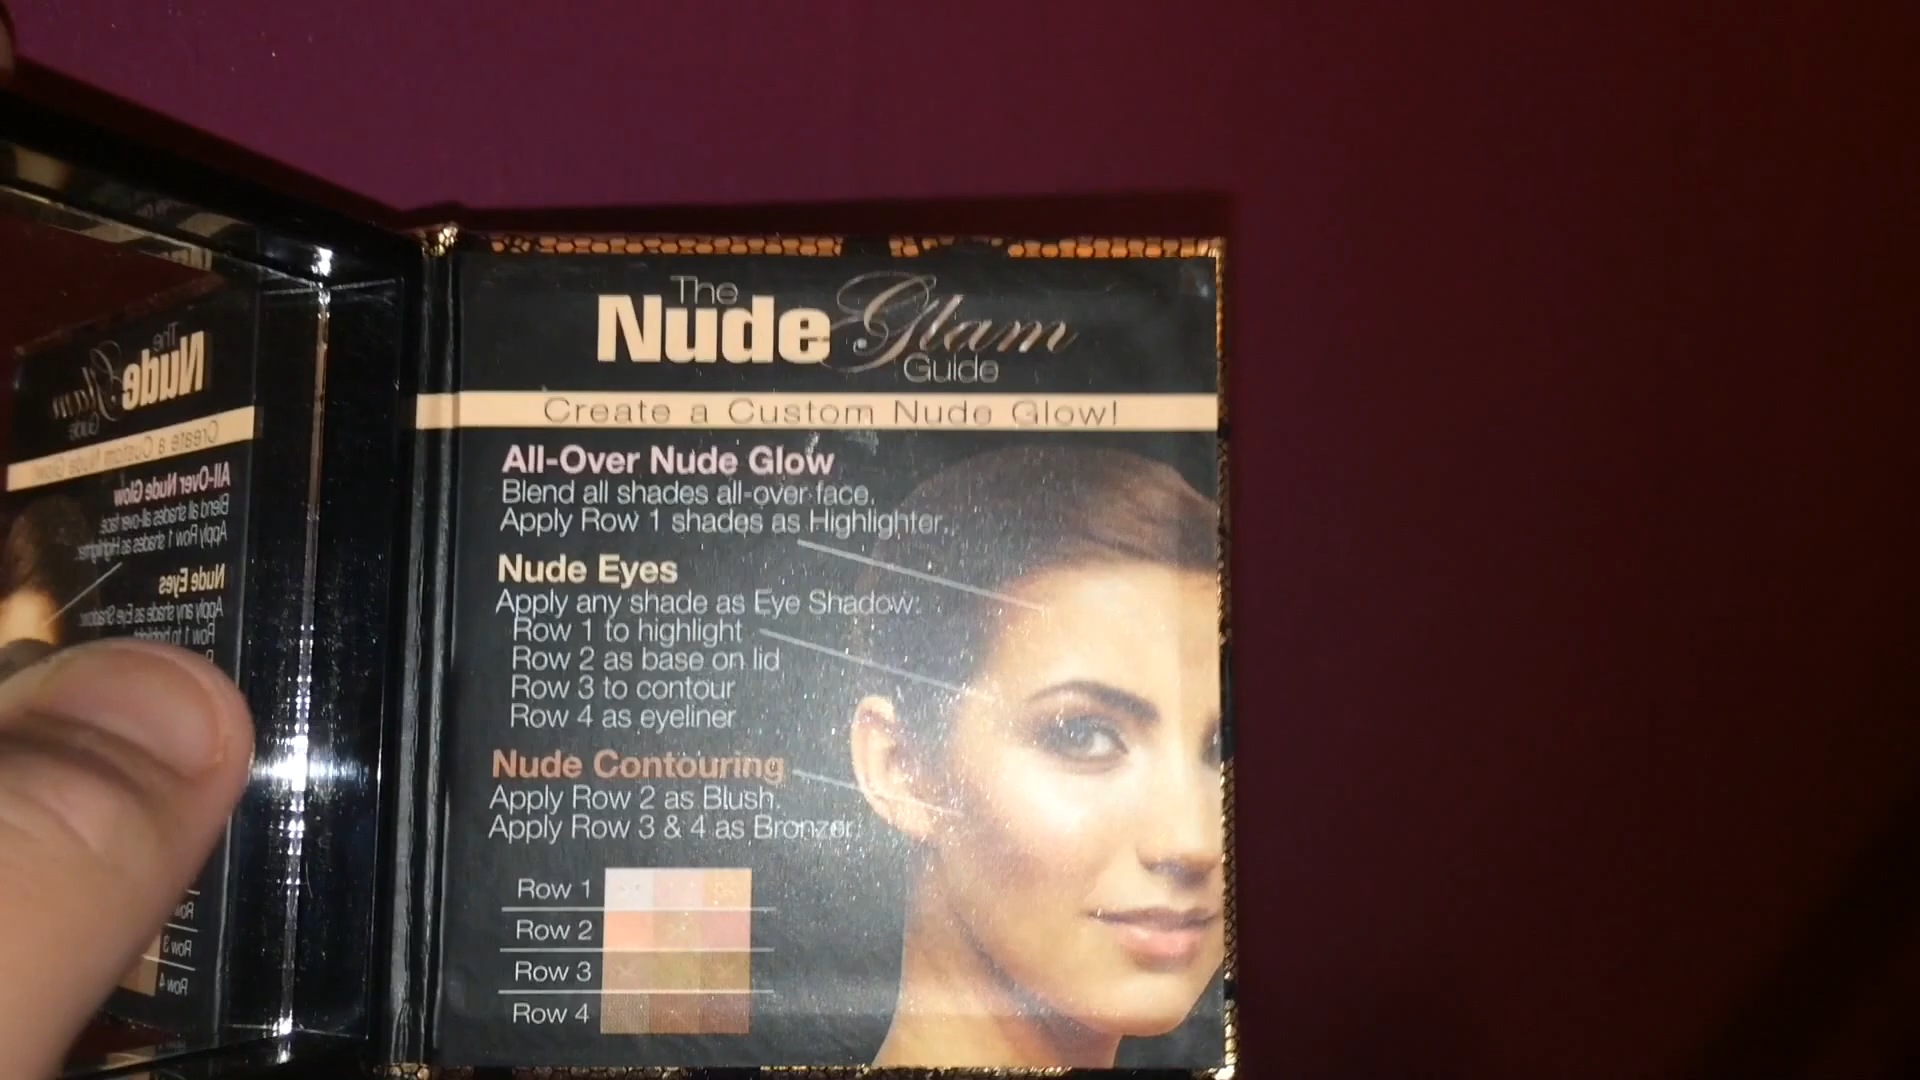 The
Nude Glam
Guide
Create a Custom Nude Glow!
All-Over Nude Glow
Blend all shades all-over face.
Apply Row 1 shades as Highlighter.
Nude Eyes
Apply any shade as Eye Shadow:
Row 1 to highlight
Row 2 as base on lid
Row 3 to contour
Row 4 as eyeliner
Nude Contouring
Apply Row 2 as Blush.
Apply Row 3 & 4 as Bronzer.
Row 1
Row 2
Row 3
Row 4